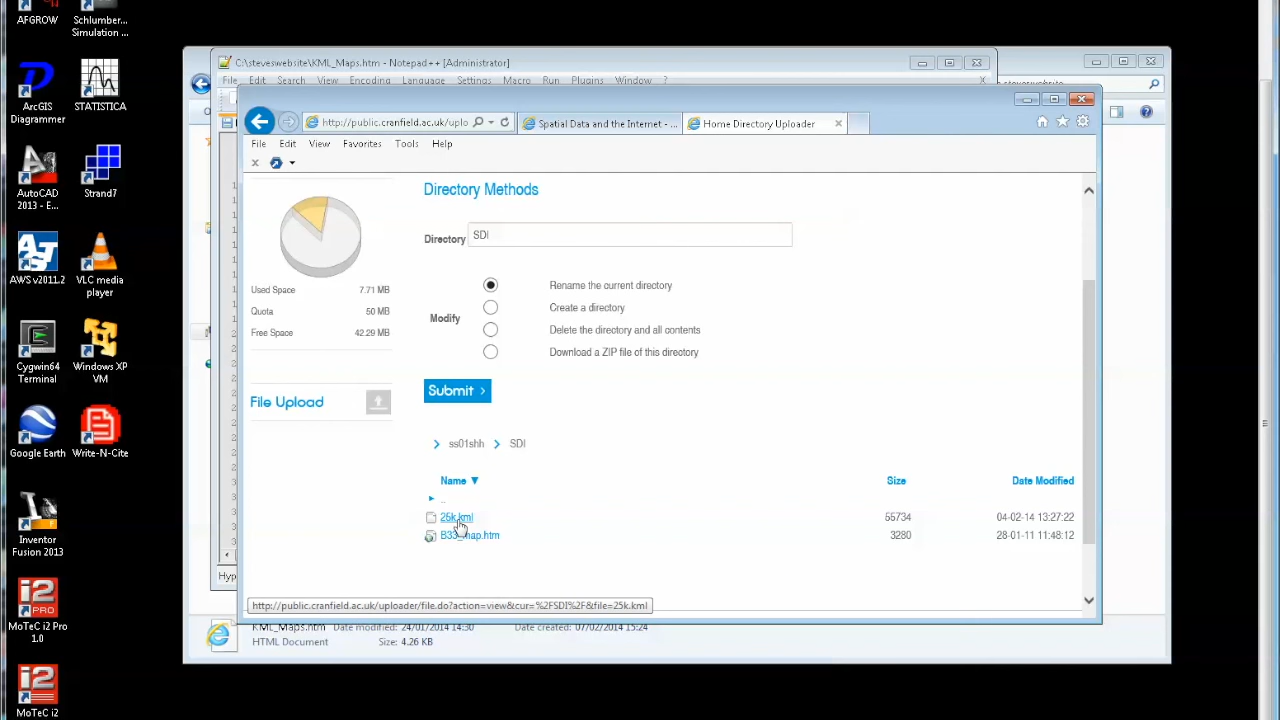 AFGROW
Schlumber...
Simulation ...
ArcGIS
Diagrammer
STATISTICA
AutoCAD
2013 - E...
Strand7
AWS v2011.2
VLC media
player
Cygwin64
Terminal
Windows XP
VM
Google Earth
Write-N-Cite
Inventor
Fusion 2013
MoTeC i2 Pro
1.0
MoTeC i2
C:\steveswebsite\KML_Maps.htm - Notepad++ [Administrator]
File Edit Search View Encoding Language Settings Macro Run Plugins Window ?
http://public.cranfield.ac.uk/uplo
Spatial Data and the Internet - ...
Home Directory Uploader
File Edit View Favorites Tools Help
Directory Methods
Directory SDI
Rename the current directory
Create a directory
Modify
Delete the directory and all contents
Download a ZIP file of this directory
Submit
Used Space 7.71 MB
Quota 50 MB
Free Space 42.29 MB
File Upload
ss01shh SDI
Name Size Date Modified
..
25k.kml 55734 04-02-14 13:27:22
B33_map.htm 3280 28-01-11 11:48:12
http://public.cranfield.ac.uk/uploader/file.do?action=view&cur=%2FSDI%2F&file=25k.kml
KML_Maps.htm Date modified: 24/01/2014 14:30 Date created: 07/02/2014 15:24
HTML Document Size: 4.26 KB